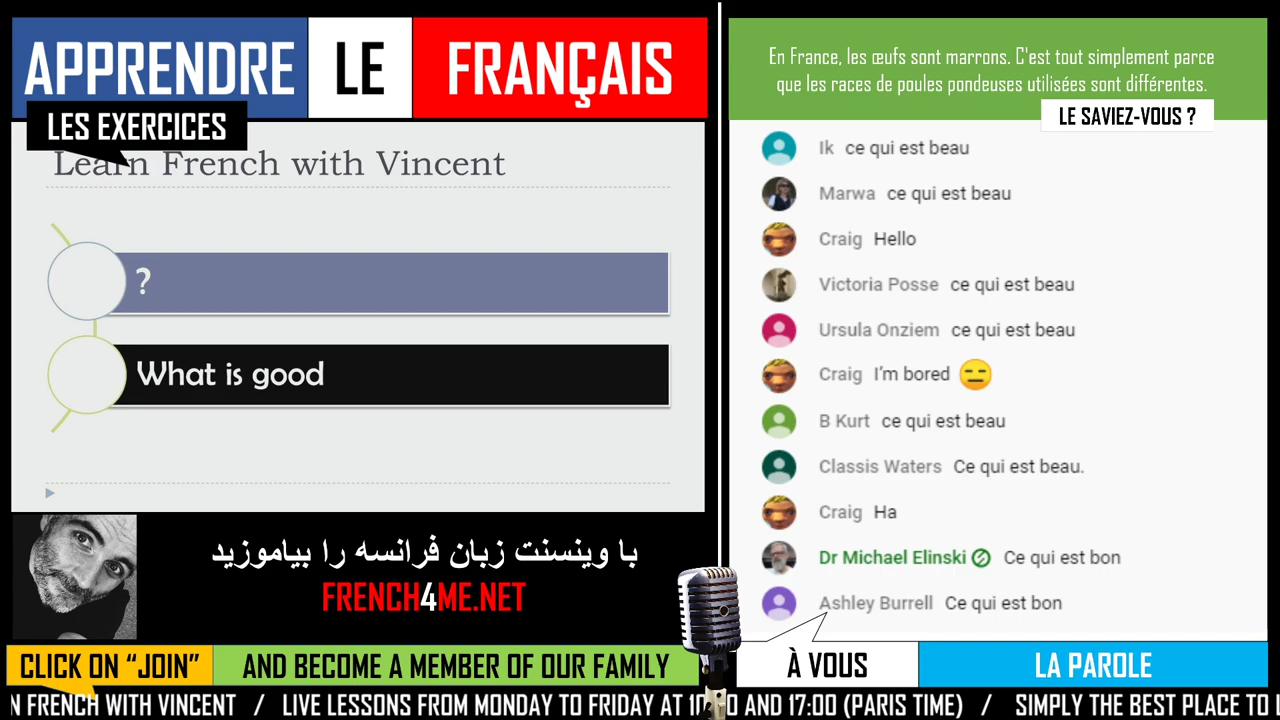 APPRENDRE LE FRANÇAIS
LES EXERCICES
Learn French with Vincent
?
What is good
با وینسنت زبان فرانسه را بیاموزید
FRENCH4ME.NET
CLICK ON “JOIN” AND BECOME A MEMBER OF OUR FAMILY
En France, les œufs sont marrons. C'est tout simplement parce
que les races de poules pondeuses utilisées sont différentes.
LE SAVIEZ-VOUS ?
Ik ce qui est beau
Marwa ce qui est beau
Craig Hello
Victoria Posse ce qui est beau
Ursula Onziem ce qui est beau
Craig I'm bored
B Kurt ce qui est beau
Classis Waters Ce qui est beau.
Craig Ha
Dr Michael Elinski Ce qui est bon
Ashley Burrell Ce qui est bon
À VOUS LA PAROLE
N FRENCH WITH VINCENT / LIVE LESSONS FROM MONDAY TO FRIDAY AT AND 17:00 (PARIS TIME) / SIMPLY THE BEST PLACE TO